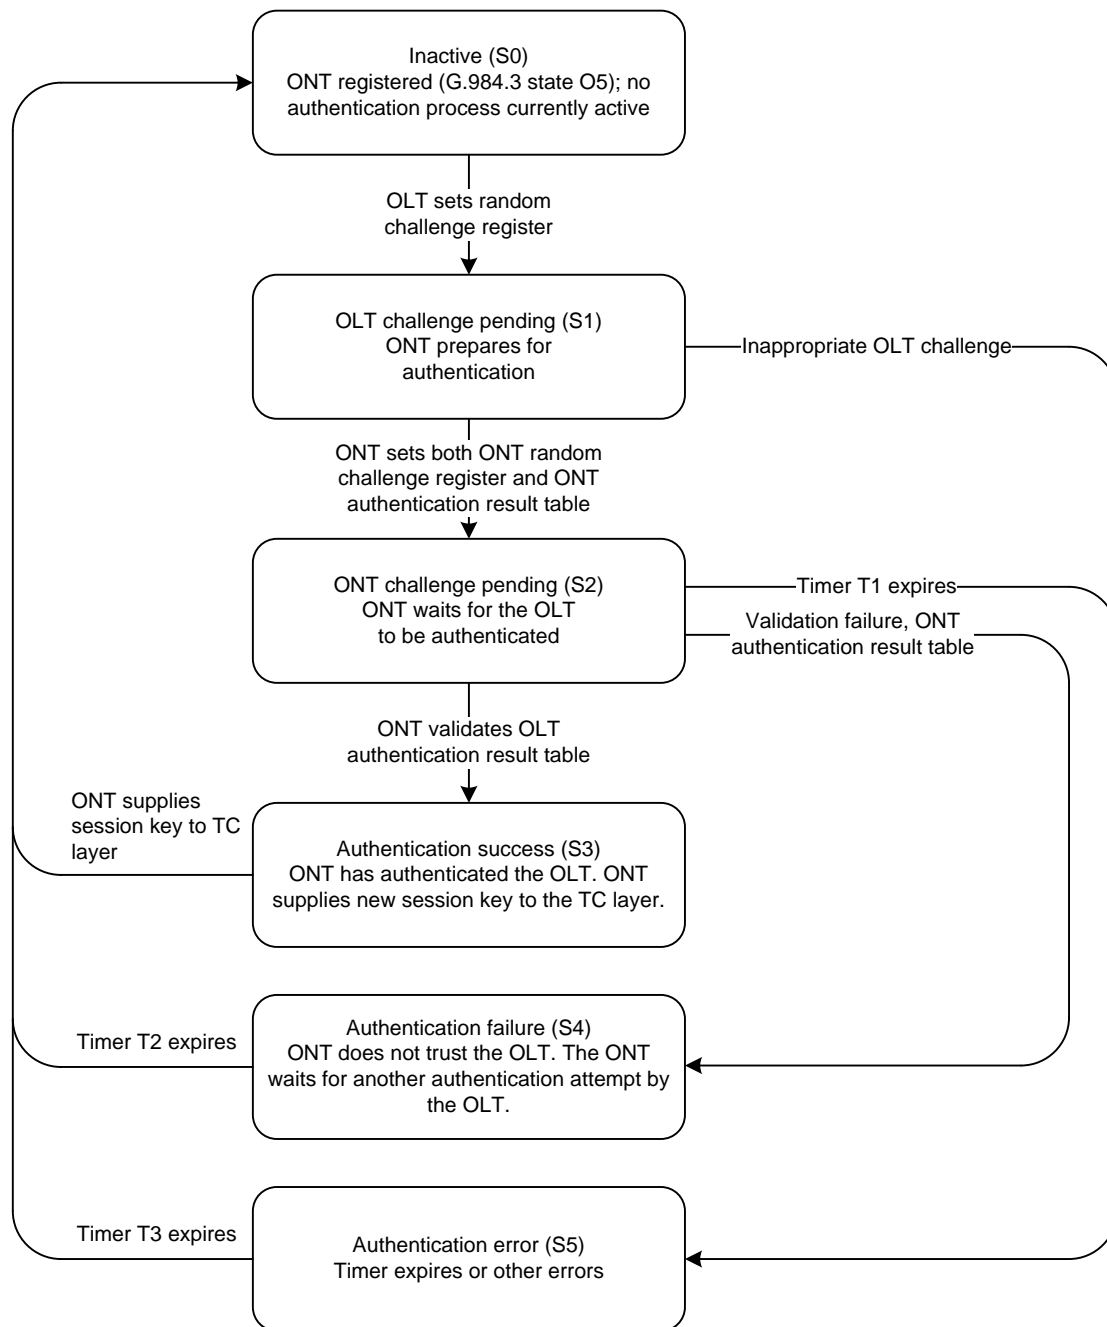 Inactive (S0)
ONT registered (G.984.3 state O5); no
authentication process currently active
OLT sets random
challenge register
OLT challenge pending (S1)
ONT prepares for
authentication
Inappropriate OLT challenge
ONT sets both ONT random
challenge register and ONT
authentication result table
ONT challenge pending (S2)
ONT waits for the OLT
to be authenticated
Timer T1 expires
Validation failure, ONT
authentication result table
ONT validates OLT
authentication result table
ONT supplies
session key to TC
layer
Authentication success (S3)
ONT has authenticated the OLT. ONT
supplies new session key to the TC layer.
Timer T2 expires
Authentication failure (S4)
ONT does not trust the OLT. The ONT
waits for another authentication attempt by
the OLT.
Timer T3 expires
Authentication error (S5)
Timer expires or other errors